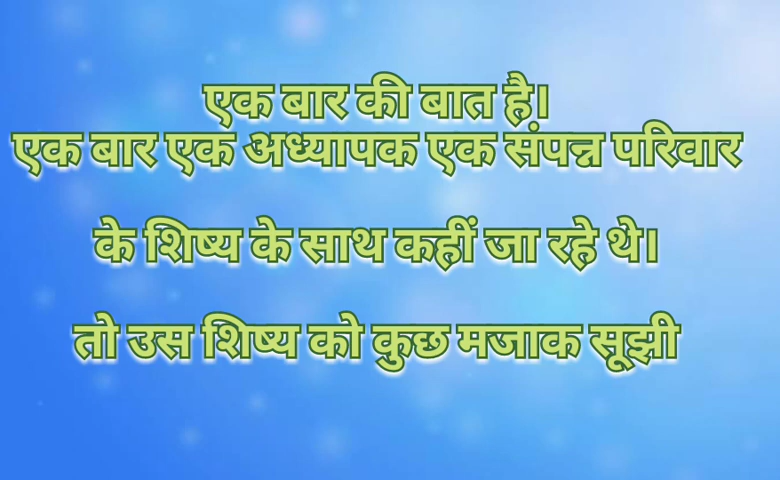 एक बार की बात है।
एक बार एक अध्यापक एक संपन्न परिवार
के शिष्य के साथ कहीं जा रहे थे।
तो उस शिष्य को कुछ मजाक सूझी